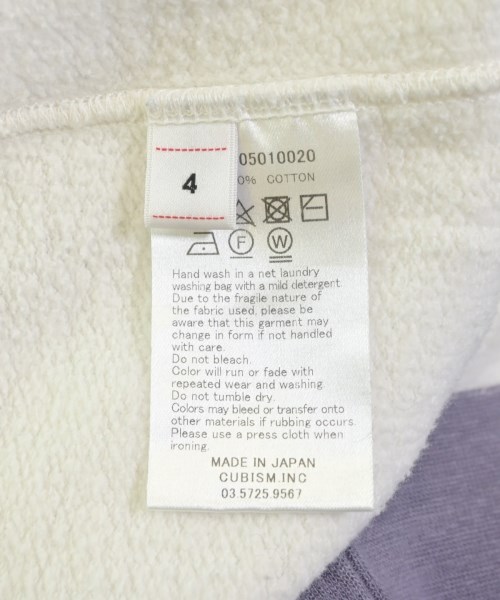 4
05010020
0% COTTON
F
W
Hand wash in a net laundry
washing bag with a mild detergent.
Due to the fragile nature of
the fabric used, please be
aware that this garment may
change in form if not handled
with care.
Do not bleach.
Color will run or fade with
repeated wear and washing.
Do not tumble dry.
Colors may bleed or transfer onto
other materials if rubbing occurs.
Please use a press cloth when
ironing.
MADE IN JAPAN
CUBISM.INC
03.5725.9567